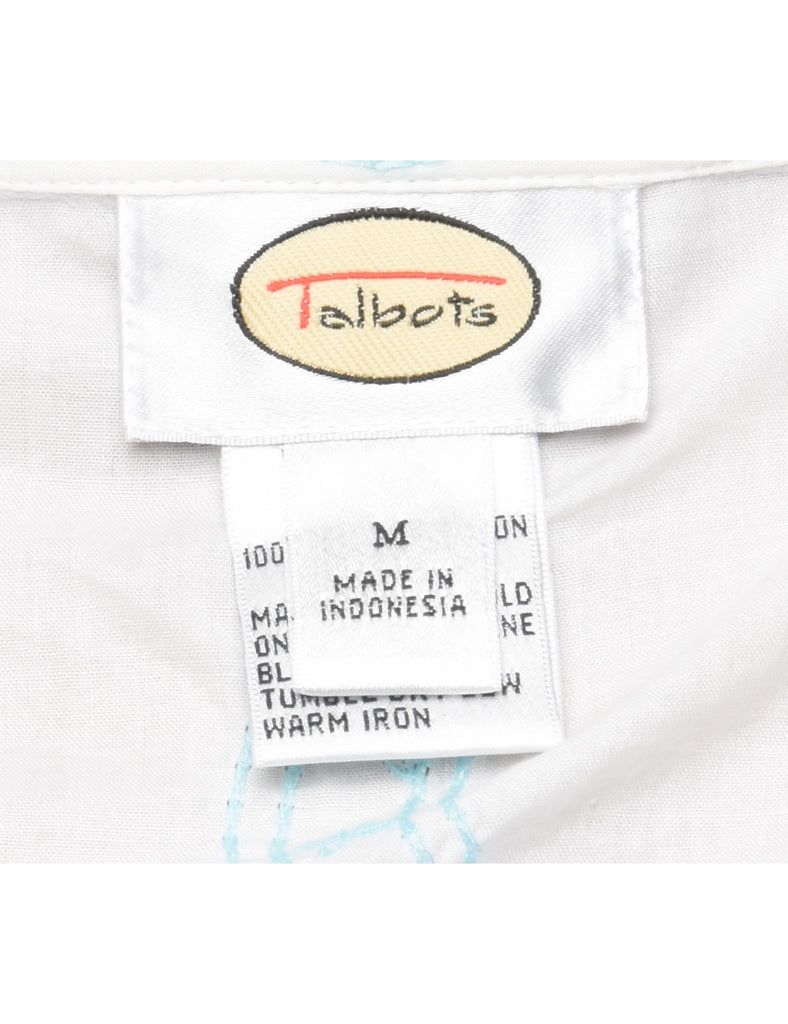 Talbots
M
MADE IN
INDONESIA
100
ON
MA
LD
ON
NE
BL
TUMBLE DRY LOW
WARM IRON